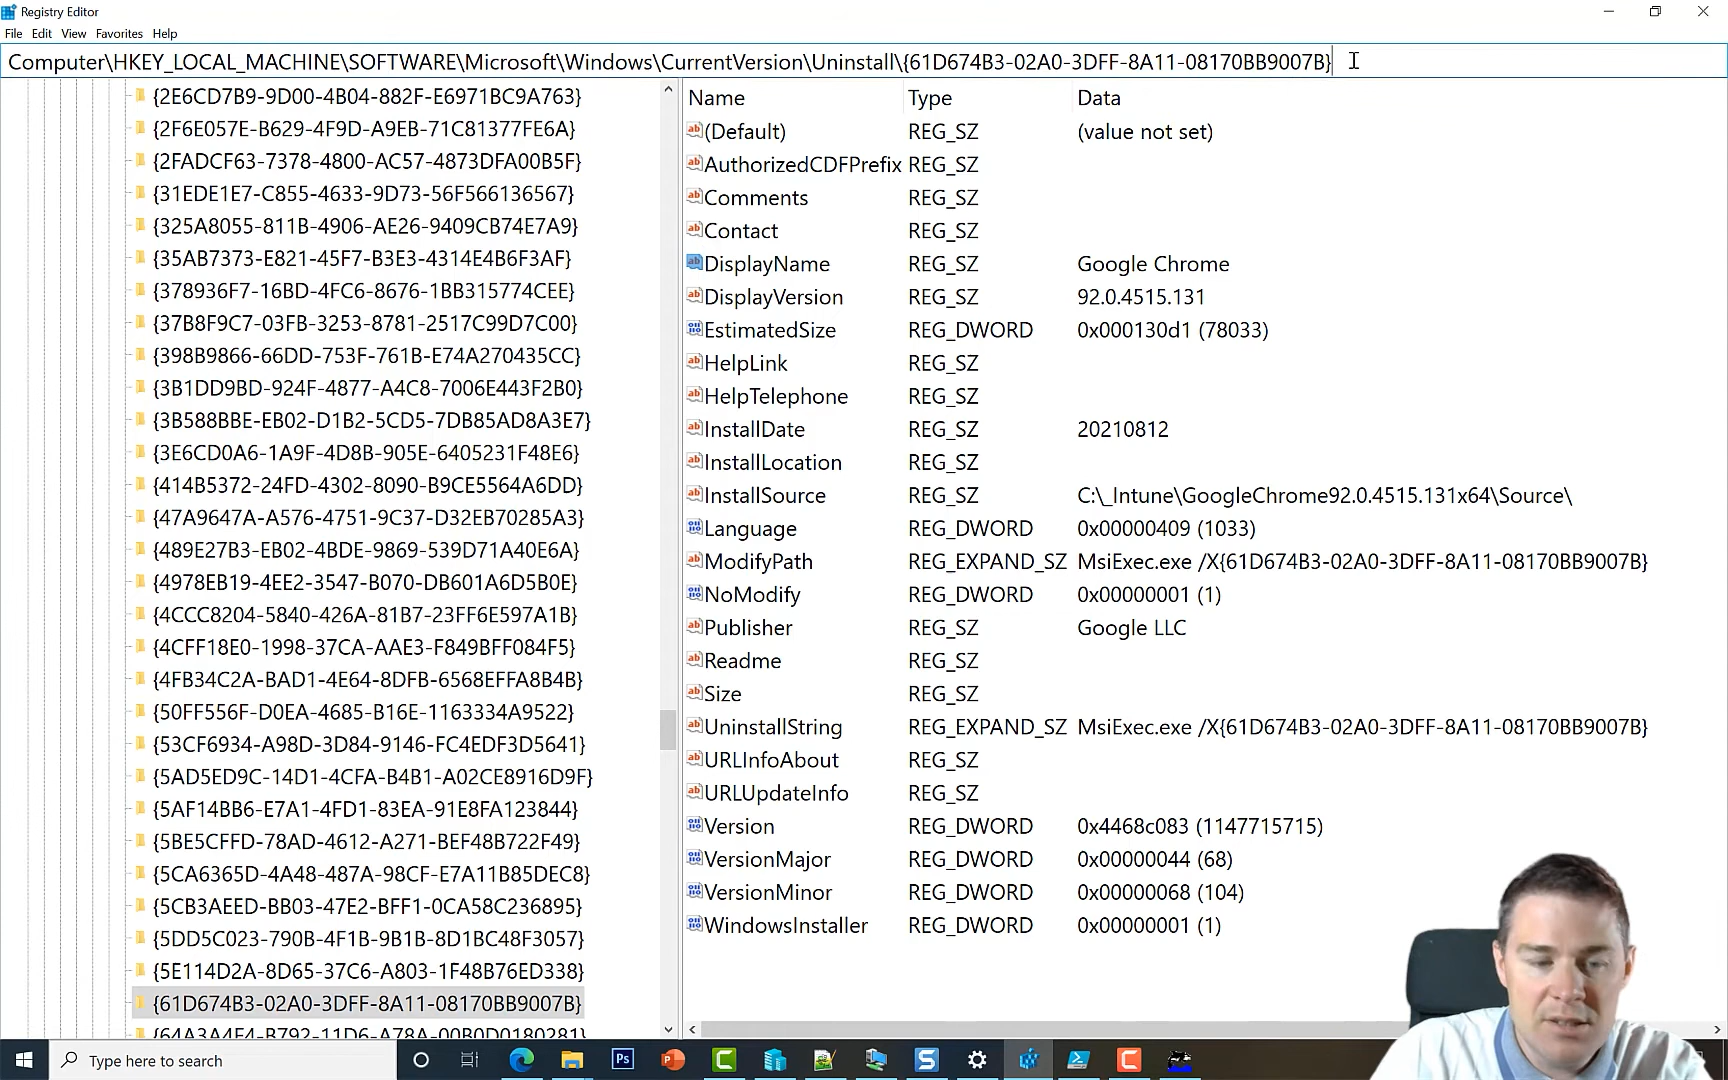 Registry Editor
File Edit View Favorites Help
Computer\HKEY_LOCAL_MACHINE\SOFTWARE\Microsoft\Windows\CurrentVersion\Uninstall\{61D674B3-02A0-3DFF-8A11-08170BB9007B}
{2E6CD7B9-9D00-4B04-882F-E6971BC9A763}
{2F6E057E-B629-4F9D-A9EB-71C81377FE6A}
{2FADCF63-7378-4800-AC57-4873DFA00B5F}
{31EDE1E7-C855-4633-9D73-56F566136567}
{325A8055-811B-4906-AE26-9409CB74E7A9}
{35AB7373-E821-45F7-B3E3-4314E4B6F3AF}
{378936F7-16BD-4FC6-8676-1BB315774CEE}
{37B8F9C7-03FB-3253-8781-2517C99D7C00}
{398B9866-66DD-753F-761B-E74A270435CC}
{3B1DD9BD-924F-4877-A4C8-7006E443F2B0}
{3B588BBE-EB02-D1B2-5CD5-7DB85AD8A3E7}
{3E6CD0A6-1A9F-4D8B-905E-6405231F48E6}
{414B5372-24FD-4302-8090-B9CE5564A6DD}
{47A9647A-A576-4751-9C37-D32EB70285A3}
{489E27B3-EB02-4BDE-9869-539D71A40E6A}
{4978EB19-4EE2-3547-B070-DB601A6D5B0E}
{4CCC8204-5840-426A-81B7-23FF6E597A1B}
{4CFF18E0-1998-37CA-AAE3-F849BFF084F5}
{4FB34C2A-BAD1-4E64-8DFB-6568EFFA8B4B}
{50FF556F-D0EA-4685-B16E-1163334A9522}
{53CF6934-A98D-3D84-9146-FC4EDF3D5641}
{5AD5ED9C-14D1-4CFA-B4B1-A02CE8916D9F}
{5AF14BB6-E7A1-4FD1-83EA-91E8FA123844}
{5BE5CFFD-78AD-4612-A271-BEF48B722F49}
{5CA6365D-4A48-487A-98CF-E7A11B85DEC8}
{5CB3AEED-BB03-47E2-BFF1-0CA58C236895}
{5DD5C023-790B-4F1B-9B1B-8D1BC48F3057}
{5E114D2A-8D65-37C6-A803-1F48B76ED338}
{61D674B3-02A0-3DFF-8A11-08170BB9007B}
{64A3A4F4-B792-11D6-A78A-00B0D0180281}
Name Type Data
(Default) REG_SZ (value not set)
AuthorizedCDFPrefix REG_SZ
Comments REG_SZ
Contact REG_SZ
DisplayName REG_SZ Google Chrome
DisplayVersion REG_SZ 92.0.4515.131
EstimatedSize REG_DWORD 0x000130d1 (78033)
HelpLink REG_SZ
HelpTelephone REG_SZ
InstallDate REG_SZ 20210812
InstallLocation REG_SZ
InstallSource REG_SZ C:\_Intune\GoogleChrome92.0.4515.131x64\Source\
Language REG_DWORD 0x00000409 (1033)
ModifyPath REG_EXPAND_SZ MsiExec.exe /X{61D674B3-02A0-3DFF-8A11-08170BB9007B}
NoModify REG_DWORD 0x00000001 (1)
Publisher REG_SZ Google LLC
Readme REG_SZ
Size REG_SZ
UninstallString REG_EXPAND_SZ MsiExec.exe /X{61D674B3-02A0-3DFF-8A11-08170BB9007B}
URLInfoAbout REG_SZ
URLUpdateInfo REG_SZ
Version REG_DWORD 0x4468c083 (1147715715)
VersionMajor REG_DWORD 0x00000044 (68)
VersionMinor REG_DWORD 0x00000068 (104)
WindowsInstaller REG_DWORD 0x00000001 (1)
Type here to search